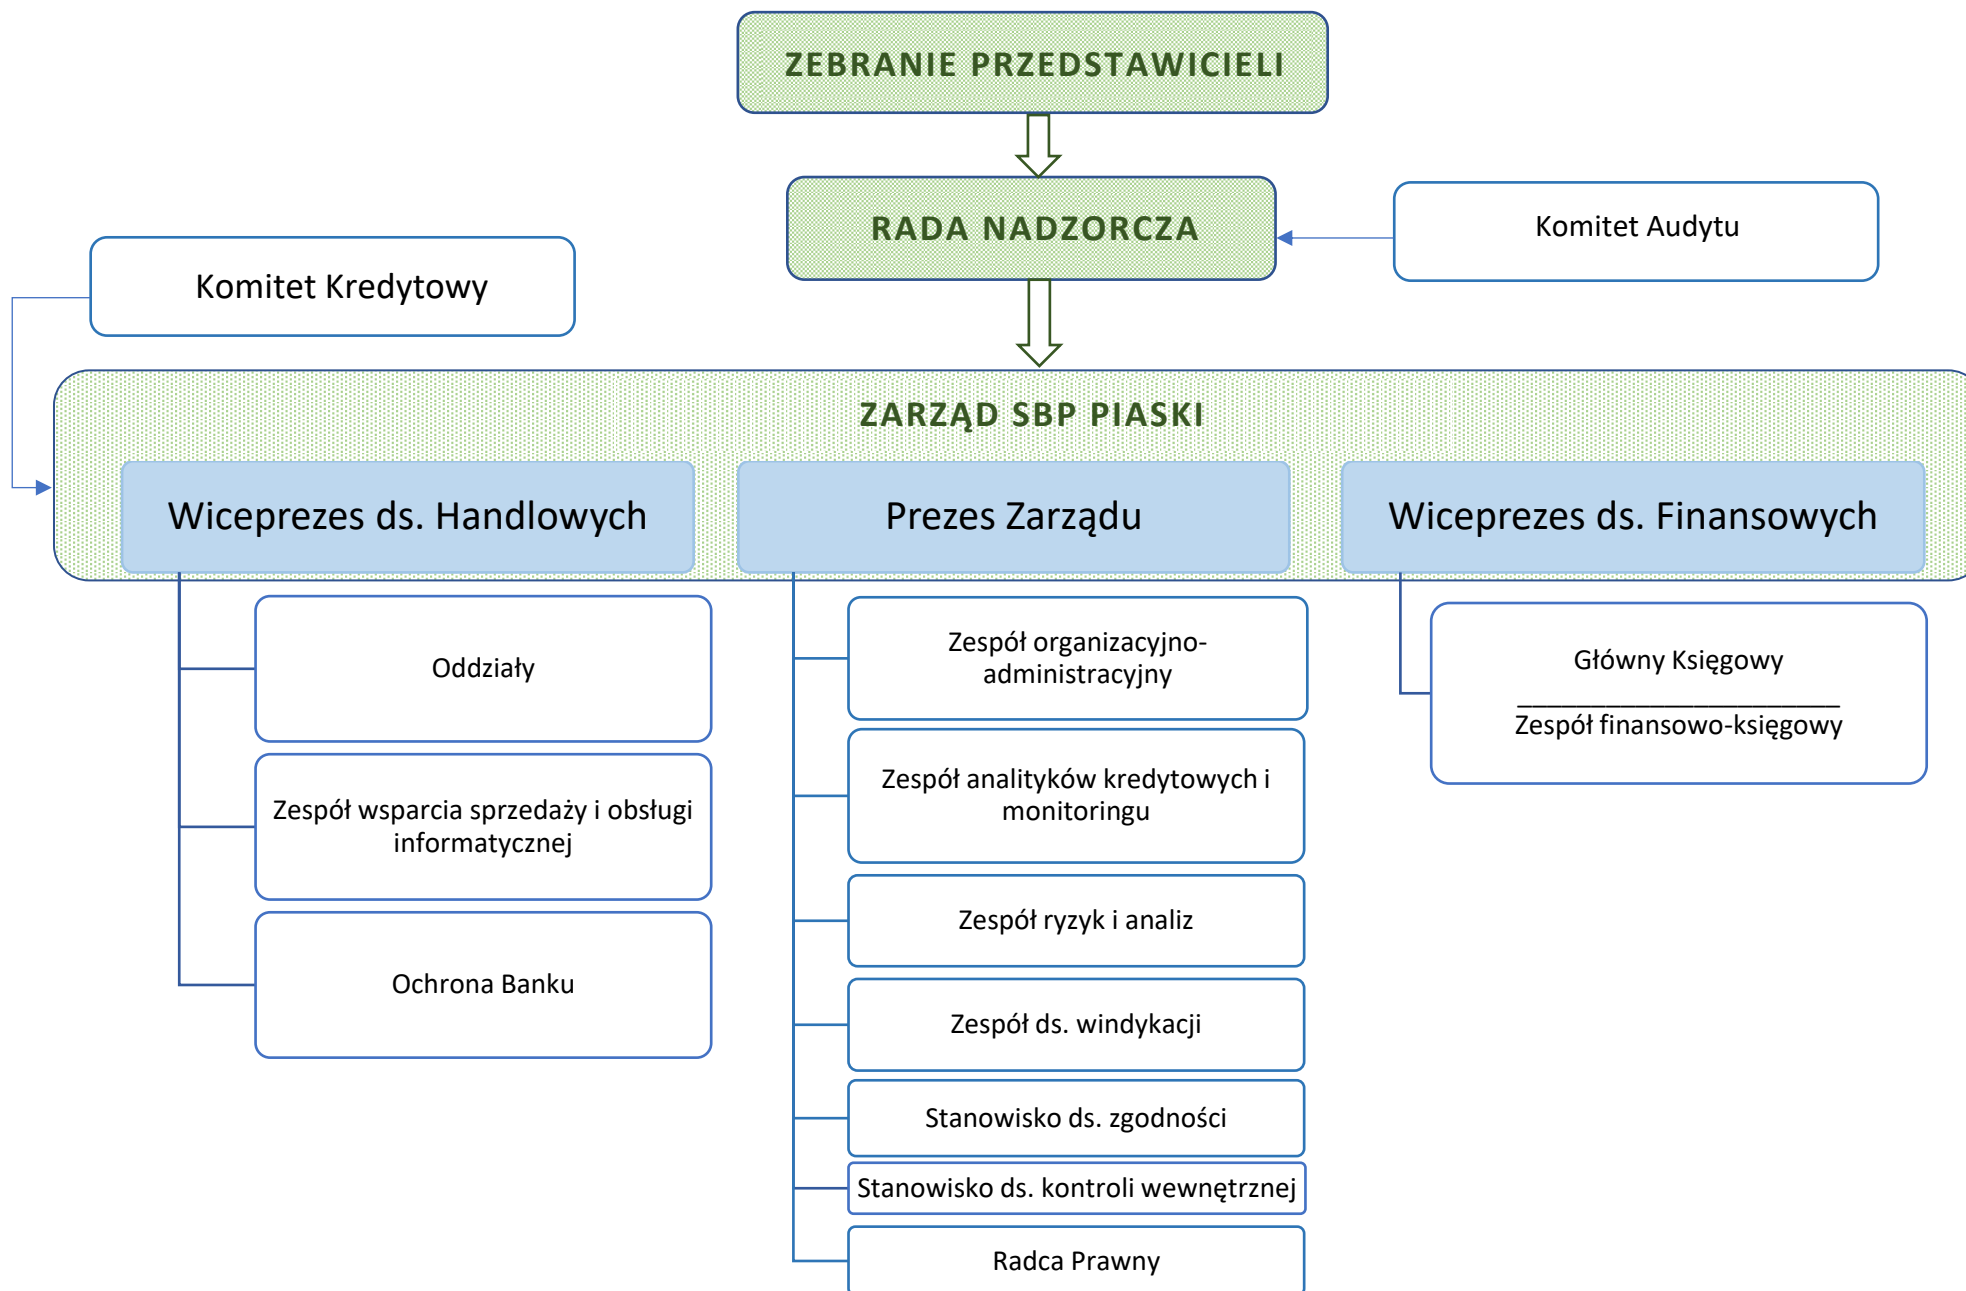 ZEBRANIE PRZEDSTAWICIELI
RADA NADZORCZA
Komitet Audytu
Komitet Kredytowy
ZARZĄD SBP PIASKI
Wiceprezes ds. Handlowych
Prezes Zarządu
Wiceprezes ds. Finansowych
Oddziały
Zespół wsparcia sprzedaży i obsługi
informatycznej
Ochrona Banku
Zespół organizacyjno-
administracyjny
Zespół analityków kredytowych i
monitoringu
Zespół ryzyk i analiz
Zespół ds. windykacji
Stanowisko ds. zgodności
Stanowisko ds. kontroli wewnętrznej
Radca Prawny
Główny Księgowy
______________________
Zespół finansowo-księgowy